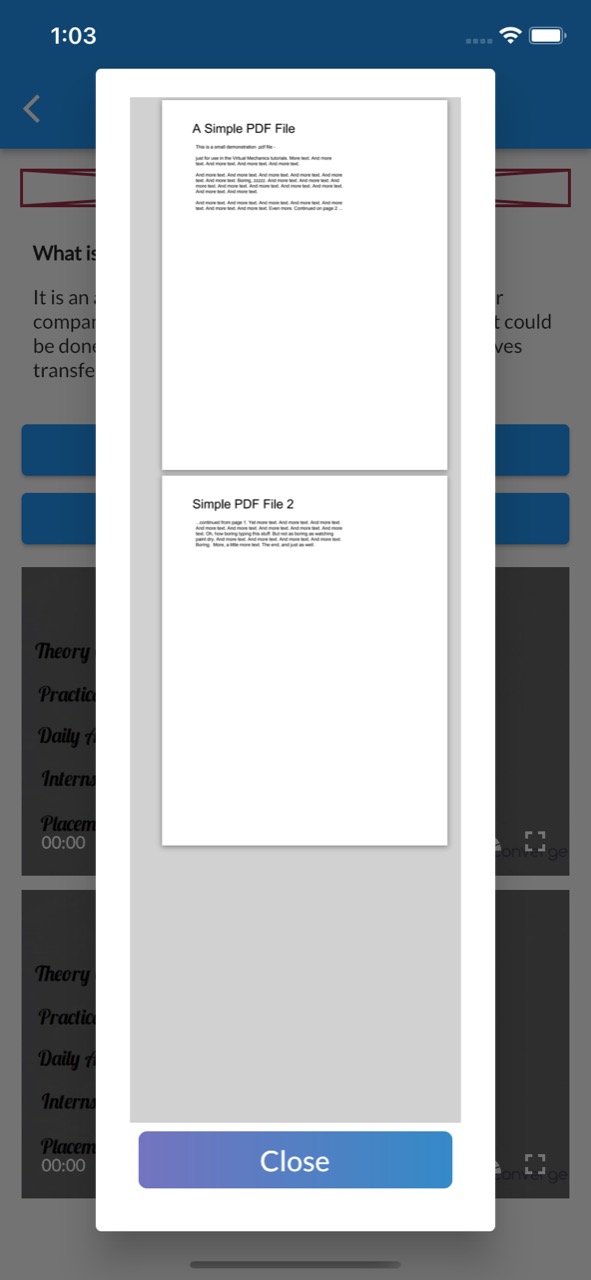 1:03
A Simple PDF File
This is a small demonstration .pdf file -
just for use in the Virtual Mechanics tutorials. More text. And more
text. And more text. And more text. And more text.
And more text. And more text. And more text. And more text. And more
text. And more text. Boring, zzzzz. And more text. And more text. And
more text. And more text. And more text. And more text. And more text.
And more text. And more text.
And more text. And more text. And more text. And more text. And more
text. And more text. Even more. Continued on page 2 ...
Simple PDF File 2
...continued from page 1. Yet more text. And more text. And more text.
And more text. And more text. And more text. And more text. And more
text. Oh, how boring typing this stuff. But not as boring as watching
paint dry. And more text. And more text. And more text. And more text.
Boring. More, a little more text. The end, and just as well.
What is
It is an
compar
t could
be done
ves
transfe
Theory
Practic
Daily A
Interns
Placem
00:00
onverge
Theory
Practic
Daily A
Interns
Placem
00:00
onverge
Close